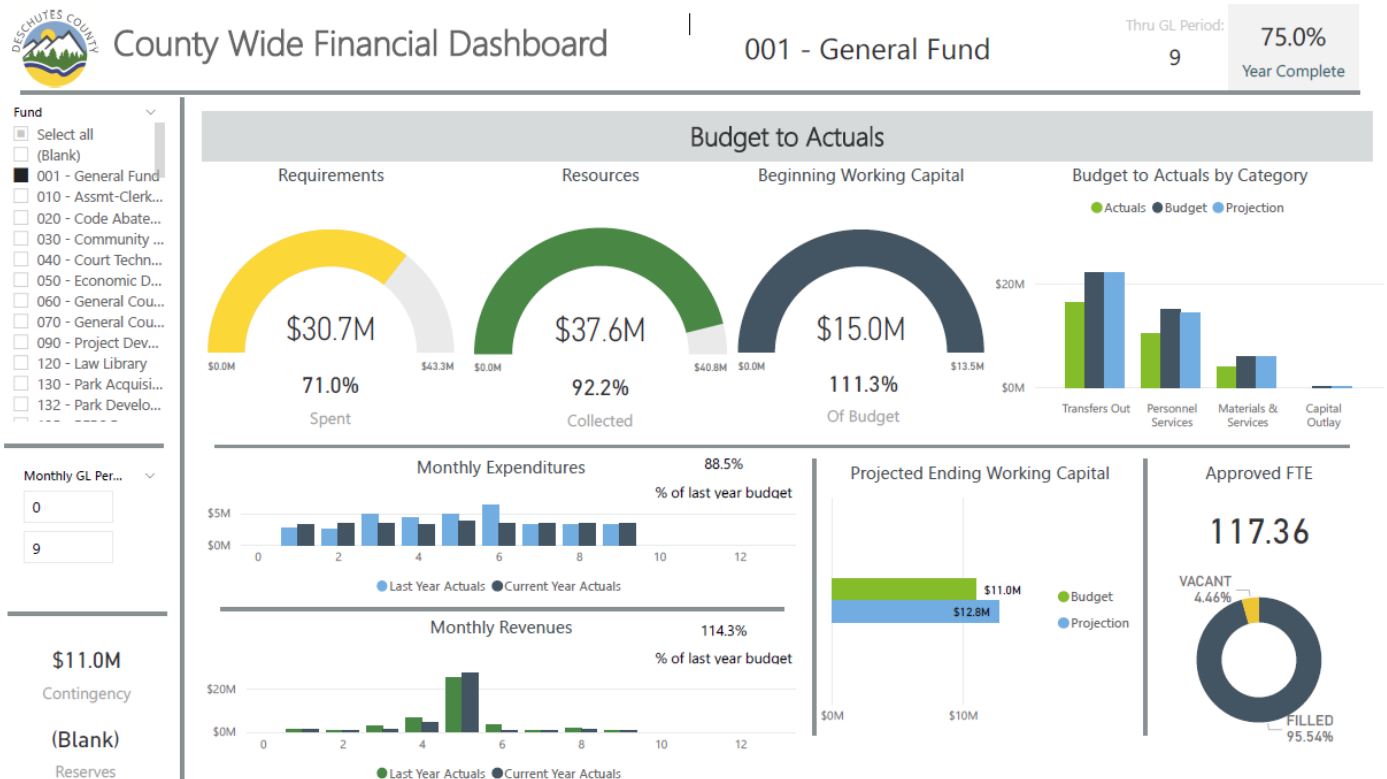 DESCHUTES COUNTY
County Wide Financial Dashboard
001 - General Fund
Thru GL Period:
9
75.0%
Year Complete
Fund
Select all
(Blank)
001 - General Fund
010 - Assmt-Clerk...
020 - Code Abate...
030 - Community ...
040 - Court Techn...
050 - Economic D...
060 - General Cou...
070 - General Cou...
090 - Project Dev...
120 - Law Library
130 - Park Acquisi...
132 - Park Develo...
Monthly GL Per...
0
9
$11.0M
Contingency
(Blank)
Reserves
Budget to Actuals
Requirements
$30.7M
$0.0M
$43.3M
71.0%
Spent
Resources
$37.6M
$0.0M
$40.8M
92.2%
Collected
Beginning Working Capital
$15.0M
$0.0M
$13.5M
111.3%
Of Budget
Budget to Actuals by Category
Actuals Budget Projection
$20M
$0M
Transfers Out
Personnel
Services
Materials &
Services
Capital
Outlay
Monthly Expenditures
88.5%
% of last year budget
$5M
$0M
0 2 4 6 8 10 12
Last Year Actuals Current Year Actuals
Monthly Revenues
114.3%
% of last year budget
$20M
$0M
0 2 4 6 8 10 12
Last Year Actuals Current Year Actuals
Projected Ending Working Capital
$11.0M
$12.8M
Budget
Projection
$0M $10M
Approved FTE
117.36
VACANT
4.46%
FILLED
95.54%